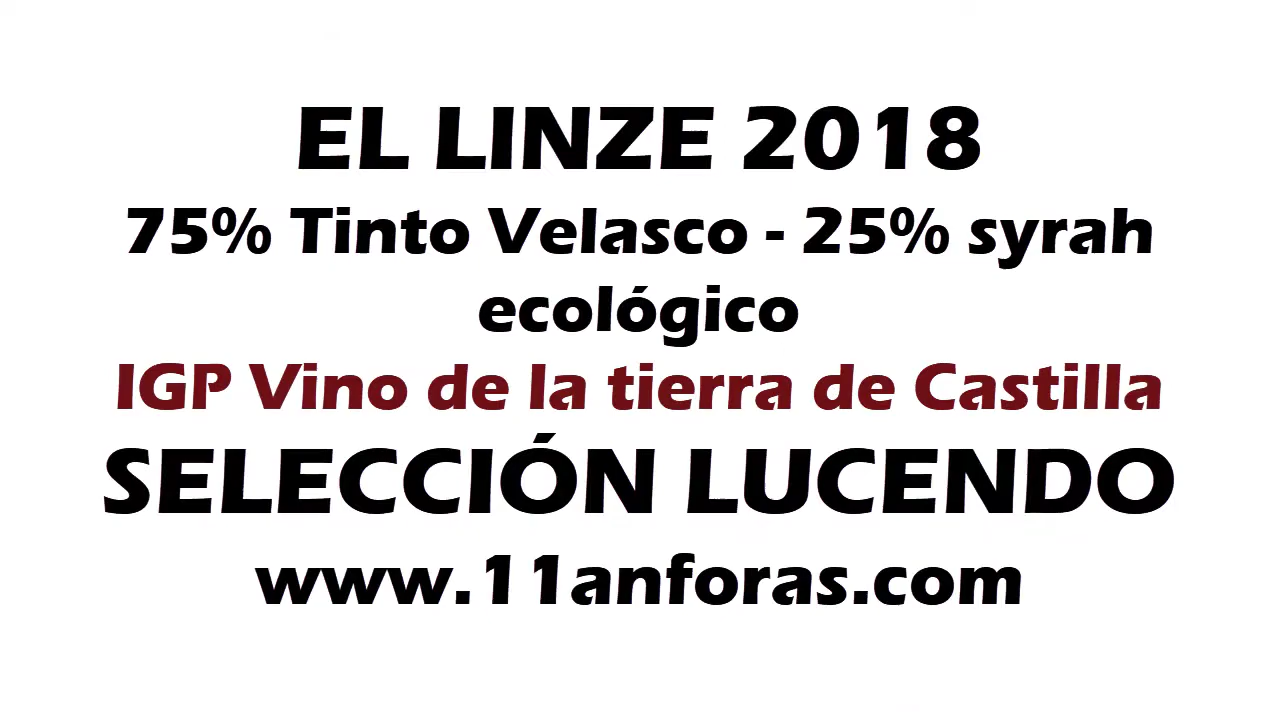 EL LINZE 2018
75% Tinto Velasco - 25% syrah
ecológico
IGP Vino de la tierra de Castilla
SELECCIÓN LUCENDO
www.11anforas.com